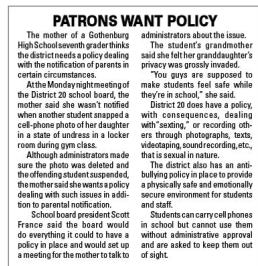 PATRONS WANT POLICY
The mother of a Gothenburg
High School seventh grader thinks
the district needs a policy dealing
with the notification of parents in
certain circumstances.
At the Monday night meeting of
the District 20 school board, the
mother said she wasn't notified
when another student snapped a
cell-phone photo of her daughter
in a state of undress in a locker
room during gym class.
Although administrators made
sure the photo was deleted and
the offending student suspended,
the mother said she wants a policy
dealing with such issues in addi-
tion to parental notification.
School board president Scott
France said the board would
do everything it could to have a
policy in place and would set up
a meeting for the mother to talk to
administrators about the issue.
The student's grandmother
said she felt her granddaughter's
privacy was grossly invaded.
"You guys are supposed to
make students feel safe while
they're in school," she said.
District 20 does have a policy,
with consequences, dealing
with "sexting," or recording oth-
ers through photographs, texts,
videotaping, sound recording, etc.,
that is sexual in nature.
The district also has an anti-
bullying policy in place to provide
a physically safe and emotionally
secure environment for students
and staff.
Students can carry cell phones
in school but cannot use them
without administrative approval
and are asked to keep them out
of sight.